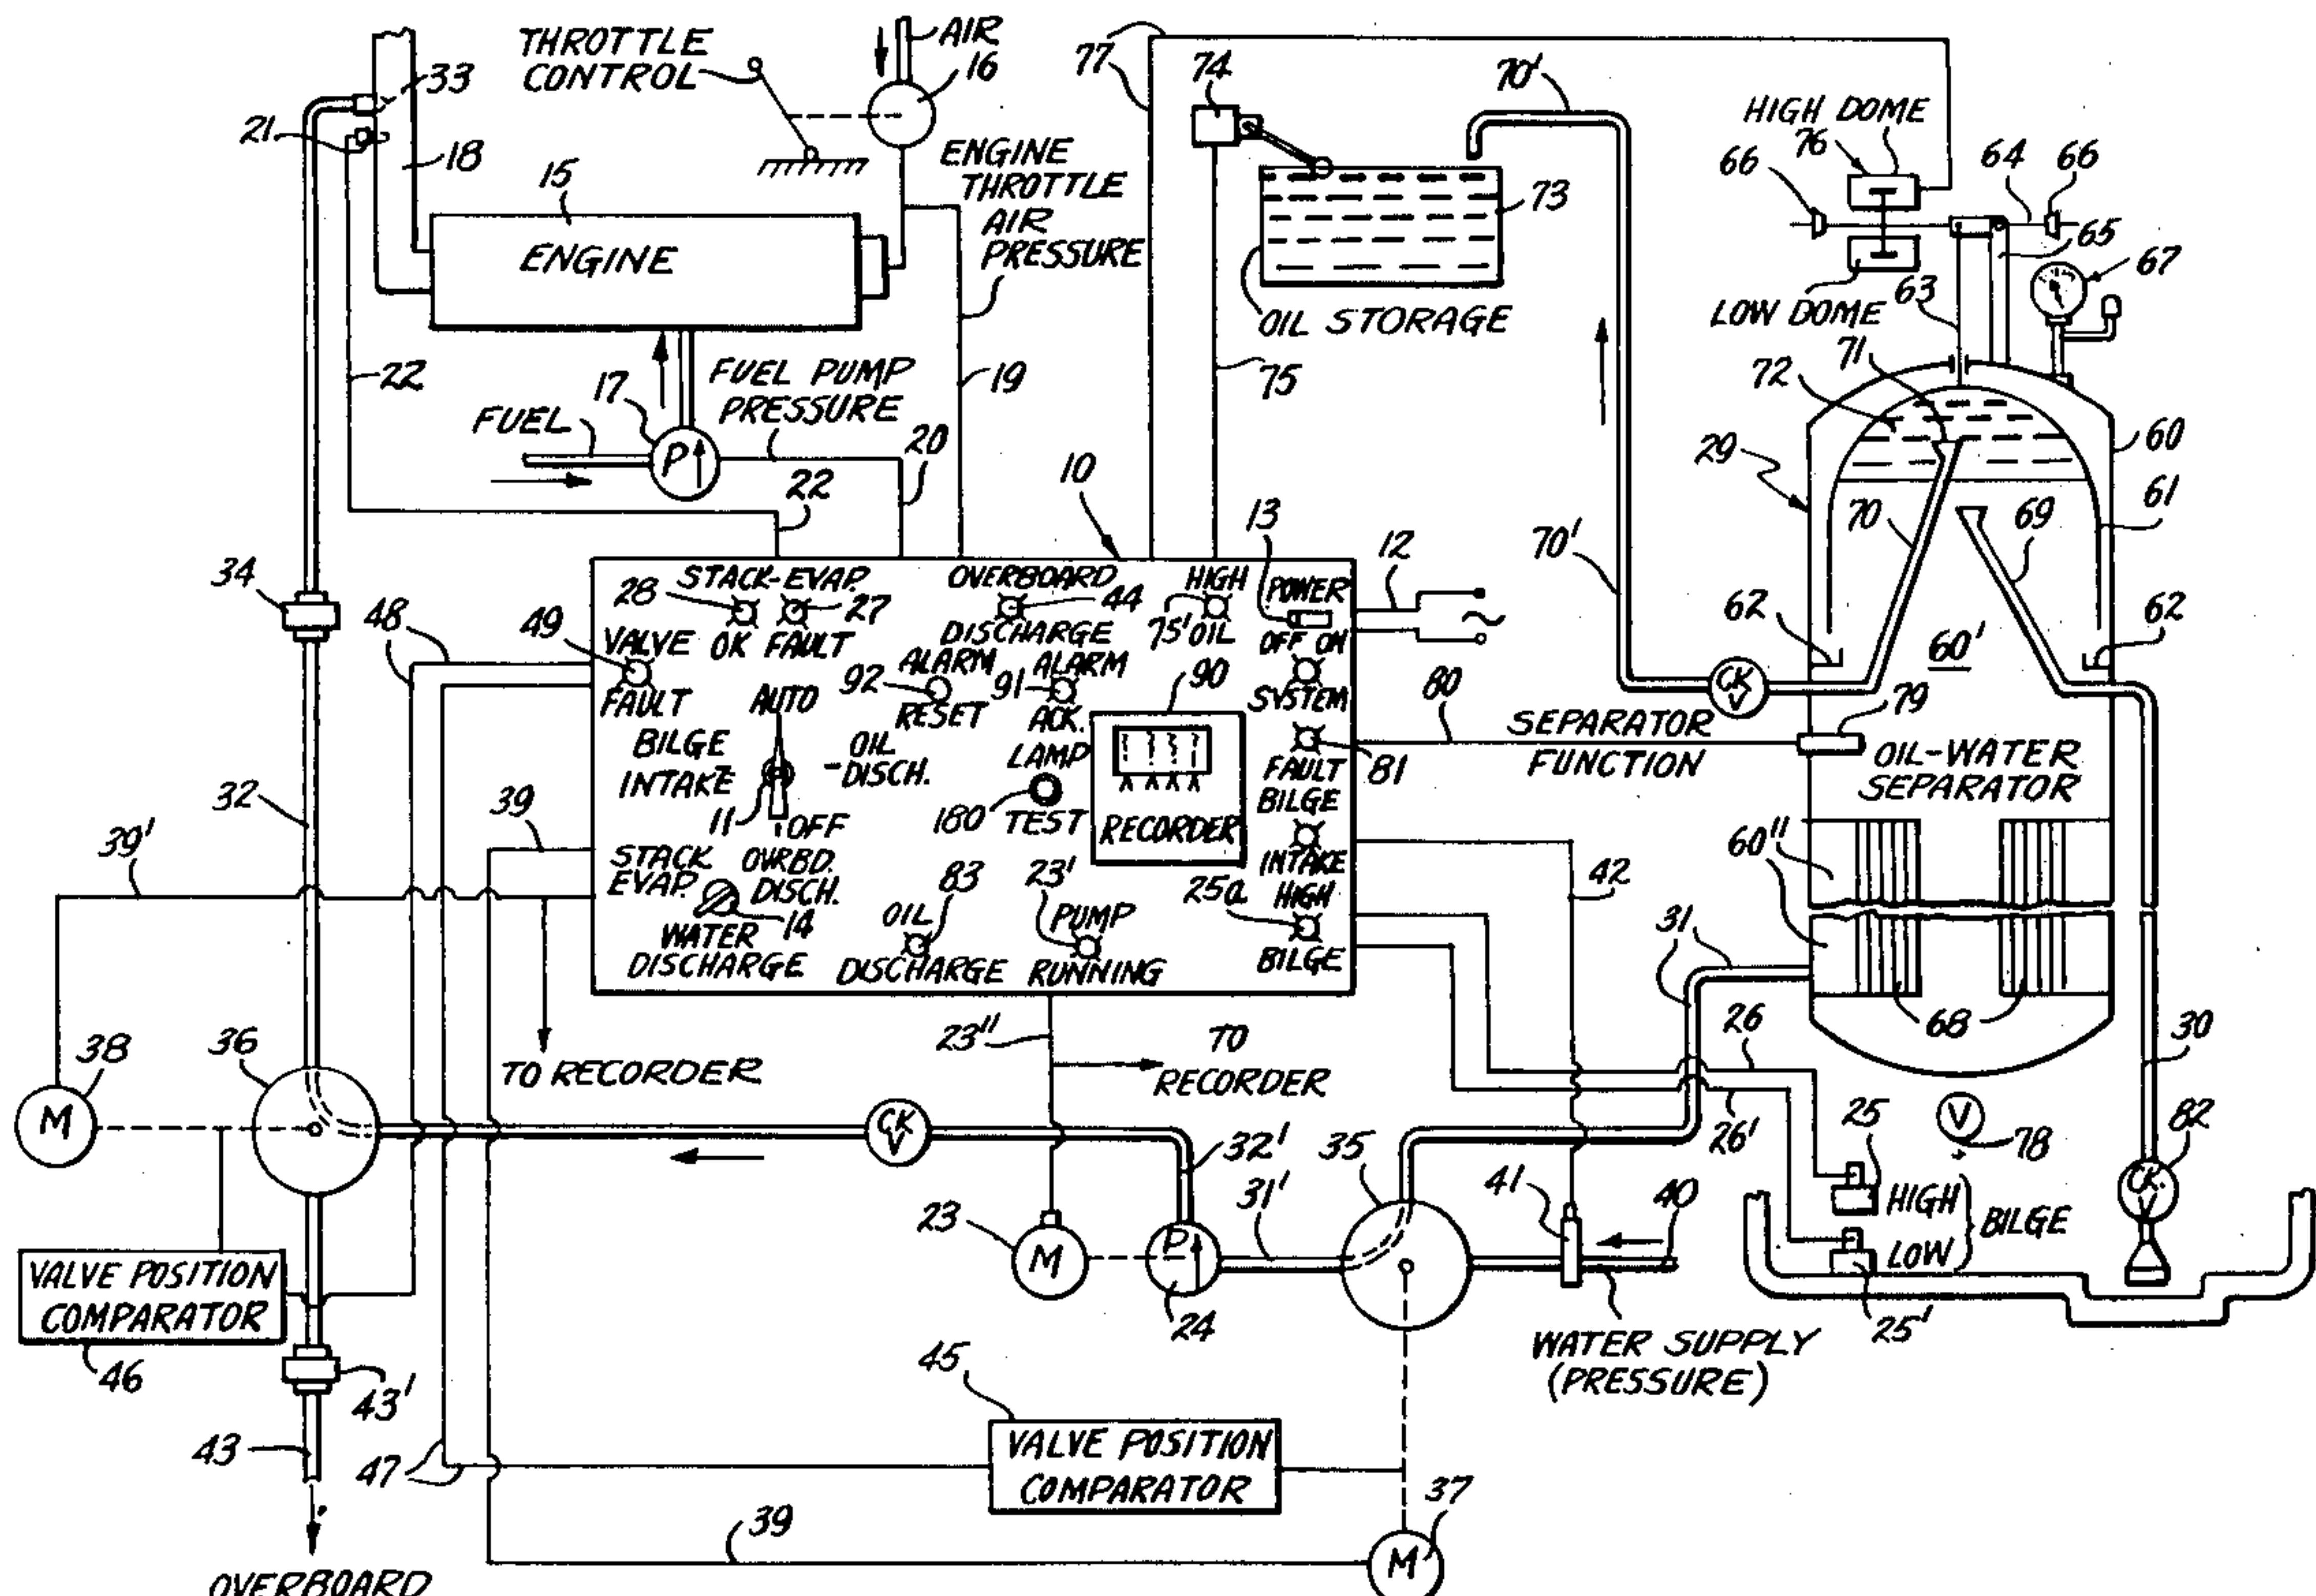 THROTTLE
CONTROL
AIR
16
33
21
18
15
ENGINE
ENGINE
THROTTLE
AIR
PRESSURE
77
74
70'
73
OIL STORAGE
HIGH DOME
76
66
64
66
65
67
LOW DOME
63
71
72
60
29
61
70
69
62
62
60'
22
17
FUEL PUMP
PRESSURE
FUEL
P
20
22
19
75
10
13
12
70'
34
48
STACK-EVAP.
28
27
OK FAULT
OVERBOARD
44
DISCHARGE
HIGH
75'
OIL
POWER
OFF ON
SYSTEM
49
VALVE
FAULT
ALARM
92
RESET
ALARM
91
ACK.
90
RECORDER
AUTO
BILGE
INTAKE
OIL
DISCH.
11
OFF
LAMP
180
TEST
FAULT
81
BILGE
INTAKE
HIGH
25a
BILGE
STACK
EVAP.
OVRBD.
DISCH.
14
WATER
DISCHARGE
OIL
83
DISCHARGE
23'
PUMP
RUNNING
80
SEPARATOR
FUNCTION
CK
V
79
OIL-WATER
SEPARATOR
60"
68
32
39'
39
42
31
31
26
26'
30
38
M
36
TO RECORDER
23"
TO
RECORDER
CK
V
32'
35
31'
23
M
P
24
41
40
WATER SUPPLY
(PRESSURE)
V
78
25
HIGH
LOW
BILGE
25'
82
CK.
V
VALVE POSITION
COMPARATOR
46
43'
43
47
45
VALVE POSITION
COMPARATOR
39
37
M
OVERBOARD